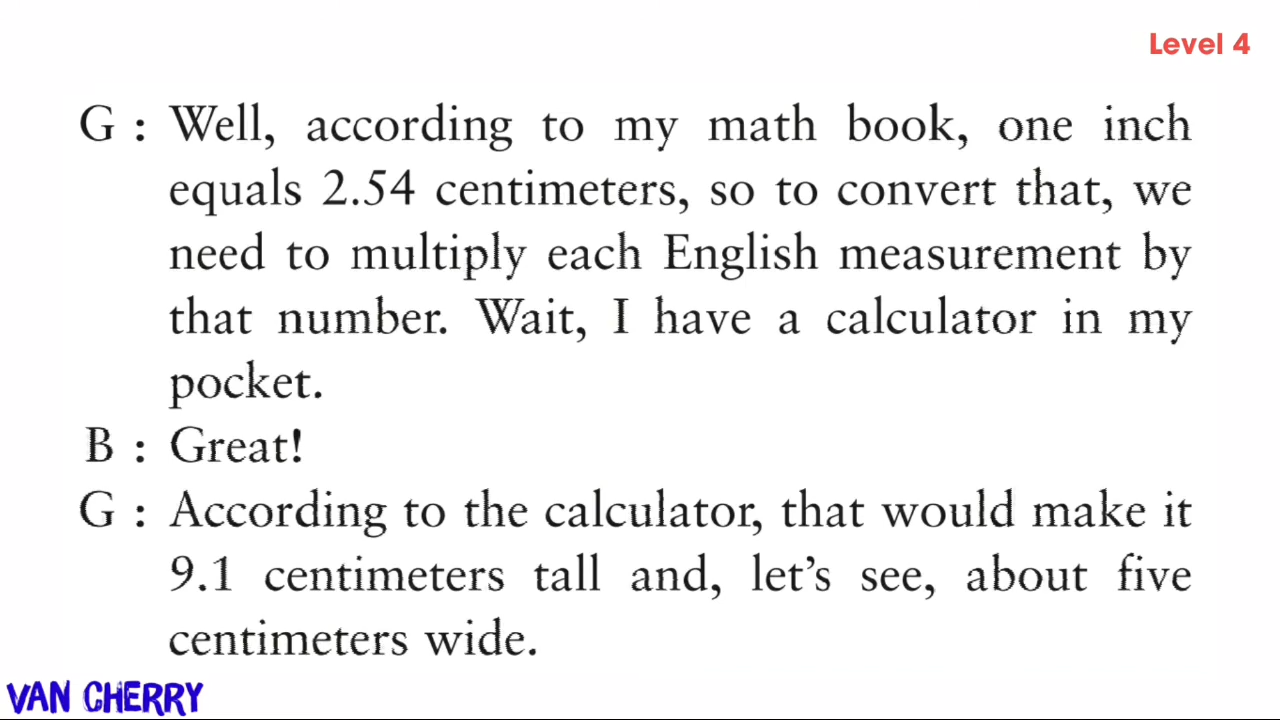 Level 4
G : Well, according to my math book, one inch
equals 2.54 centimeters, so to convert that, we
need to multiply each English measurement by
that number. Wait, I have a calculator in my
pocket.
B : Great!
G : According to the calculator, that would make it
9.1 centimeters tall and, let's see, about five
centimeters wide.
VAN CHERRY